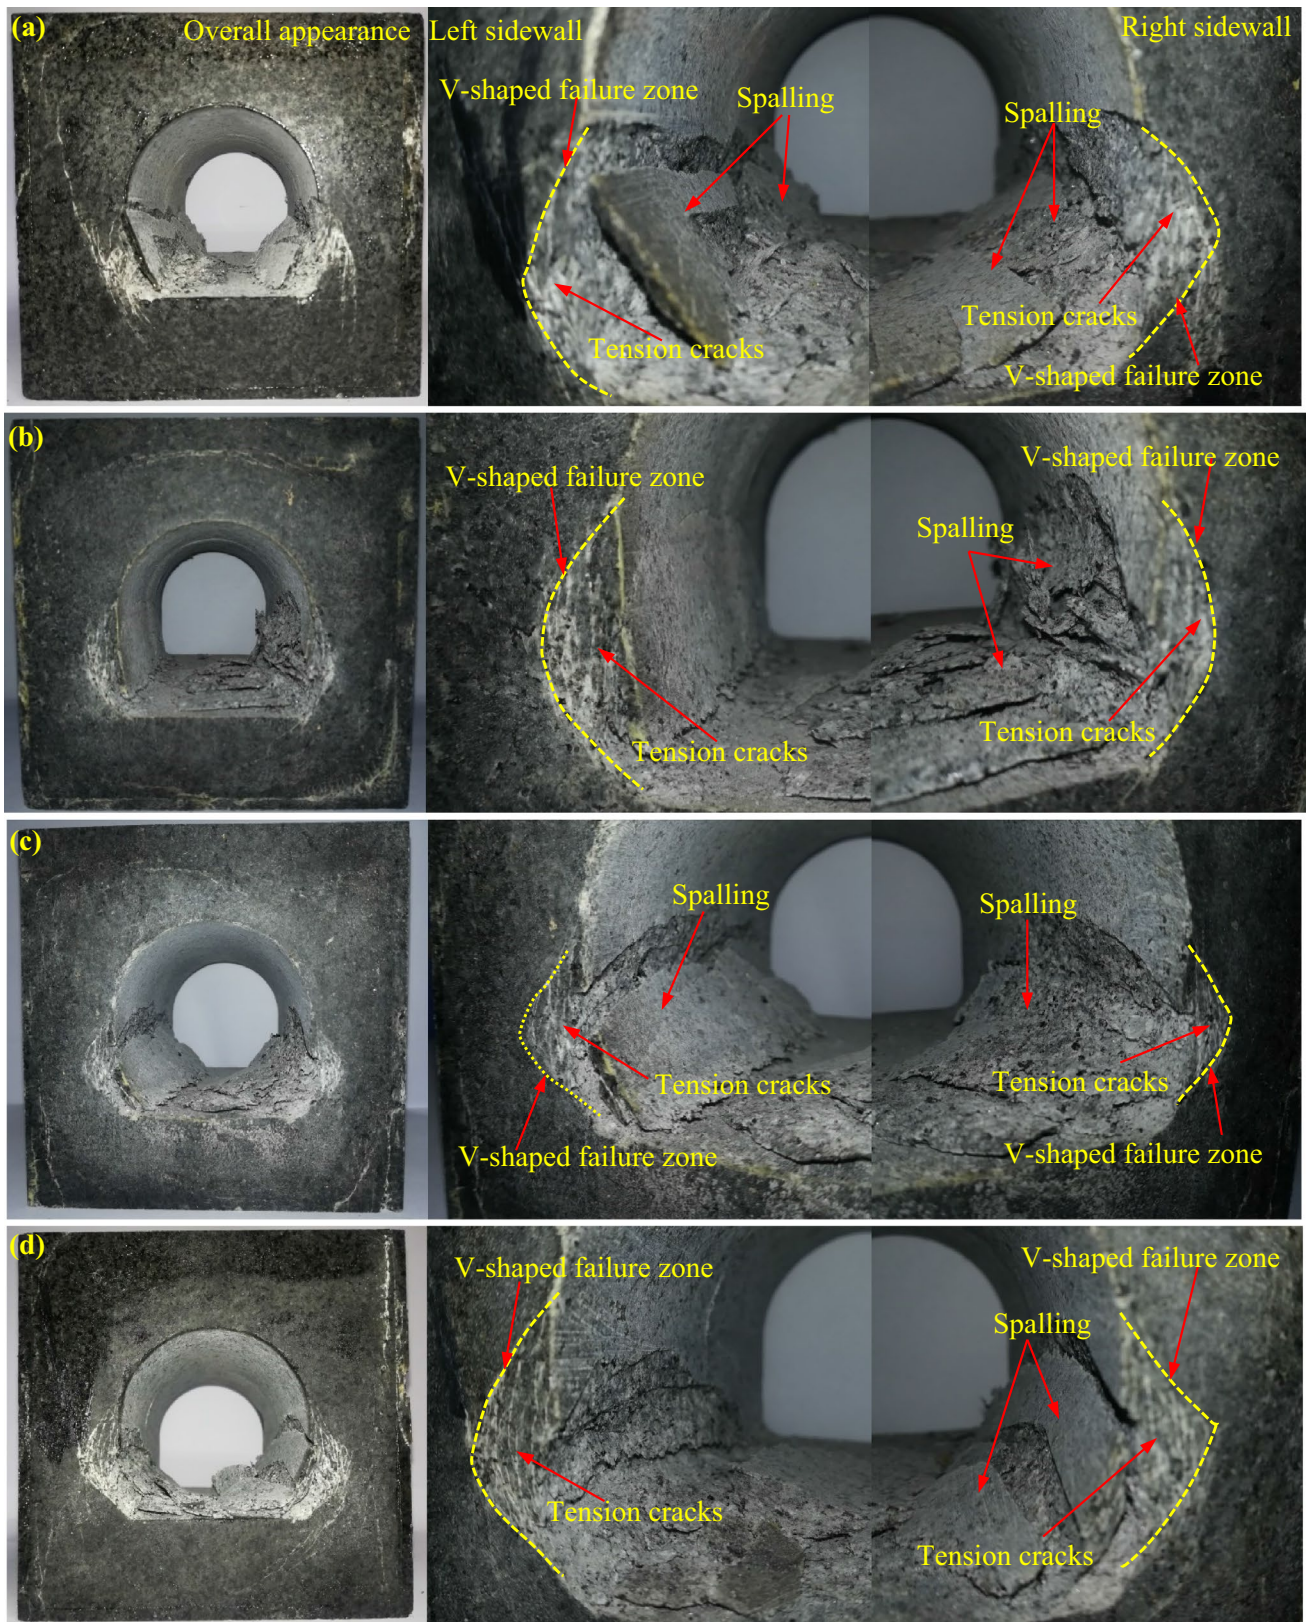 (a)
Overall appearance
Left sidewall
Right sidewall
V-shaped failure zone
Spalling
Spalling
Tension cracks
Tension cracks
V-shaped failure zone
(b)
V-shaped failure zone
V-shaped failure zone
Spalling
Tension cracks
Tension cracks
(c)
Spalling
Spalling
Tension cracks
Tension cracks
V-shaped failure zone
V-shaped failure zone
(d)
V-shaped failure zone
V-shaped failure zone
Spalling
Tension cracks
Tension cracks